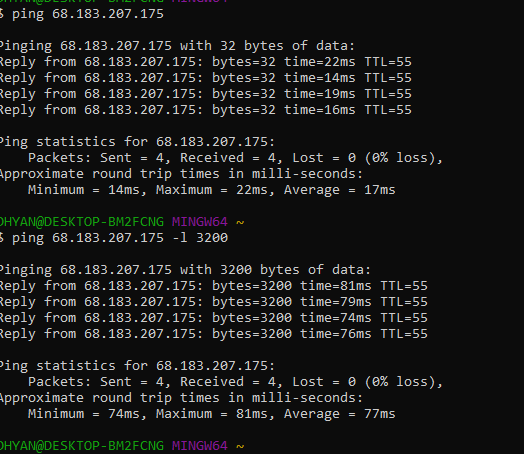 $ ping 68.183.207.175
Pinging 68.183.207.175 with 32 bytes of data:
Reply from 68.183.207.175: bytes=32 time=22ms TTL=55
Reply from 68.183.207.175: bytes=32 time=14ms TTL=55
Reply from 68.183.207.175: bytes=32 time=19ms TTL=55
Reply from 68.183.207.175: bytes=32 time=16ms TTL=55
Ping statistics for 68.183.207.175:
    Packets: Sent = 4, Received = 4, Lost = 0 (0% loss),
Approximate round trip times in milli-seconds:
    Minimum = 14ms, Maximum = 22ms, Average = 17ms
DHYAN@DESKTOP-BM2FCNG MINGW64 ~
$ ping 68.183.207.175 -l 3200
Pinging 68.183.207.175 with 3200 bytes of data:
Reply from 68.183.207.175: bytes=3200 time=81ms TTL=55
Reply from 68.183.207.175: bytes=3200 time=79ms TTL=55
Reply from 68.183.207.175: bytes=3200 time=74ms TTL=55
Reply from 68.183.207.175: bytes=3200 time=76ms TTL=55
Ping statistics for 68.183.207.175:
    Packets: Sent = 4, Received = 4, Lost = 0 (0% loss),
Approximate round trip times in milli-seconds:
    Minimum = 74ms, Maximum = 81ms, Average = 77ms
DHYAN@DESKTOP-BM2FCNG MINGW64 ~